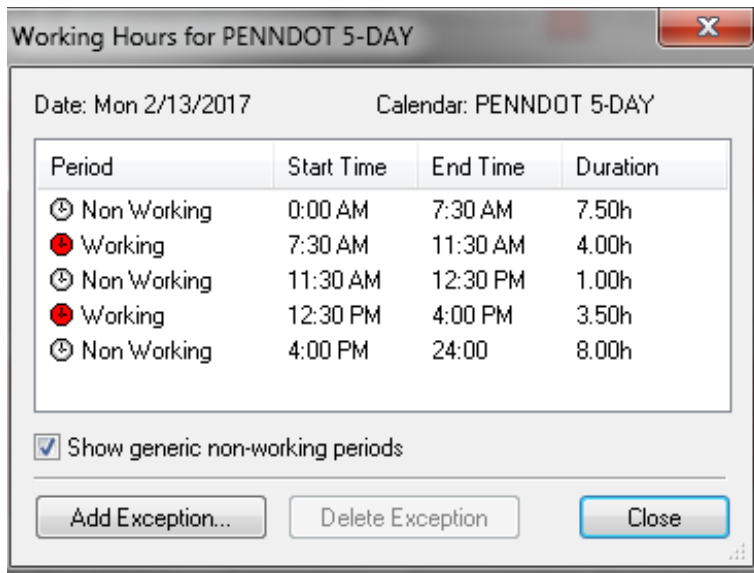 Working Hours for PENNDOT 5-DAY
X
Date: Mon 2/13/2017 Calendar: PENNDOT 5-DAY
Period Start Time End Time Duration
Non Working 0:00 AM 7:30 AM 7.50h
Working 7:30 AM 11:30 AM 4.00h
Non Working 11:30 AM 12:30 PM 1.00h
Working 12:30 PM 4:00 PM 3.50h
Non Working 4:00 PM 24:00 8.00h
Show generic non-working periods
Add Exception... Delete Exception Close